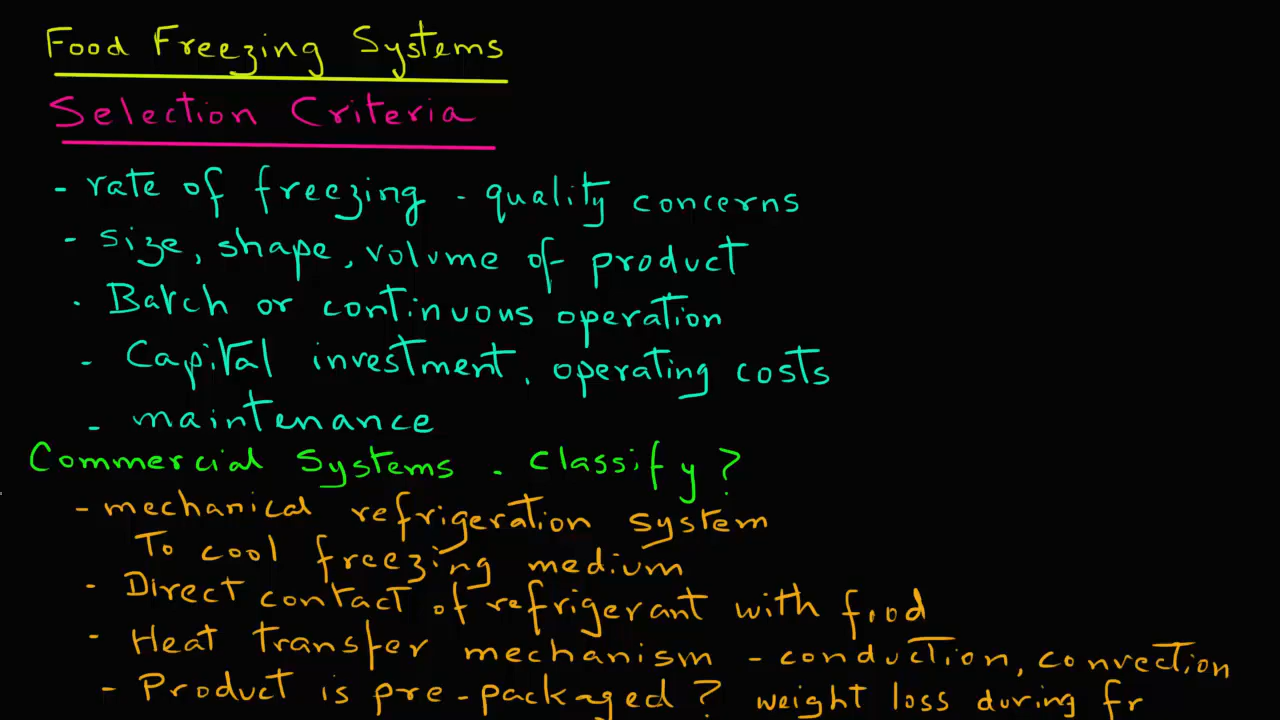 Food Freezing Systems
Selection Criteria
- rate of freezing - quality concerns
- size, shape, volume of product
. Batch or continuous operation
- Capital investment, operating costs
- maintenance
Commercial Systems - classify?
- mechanical refrigeration system
To cool freezing medium
- Direct contact of refrigerant with food
- Heat transfer mechanism - conduction, convection
- Product is pre-packaged? weight loss during fr